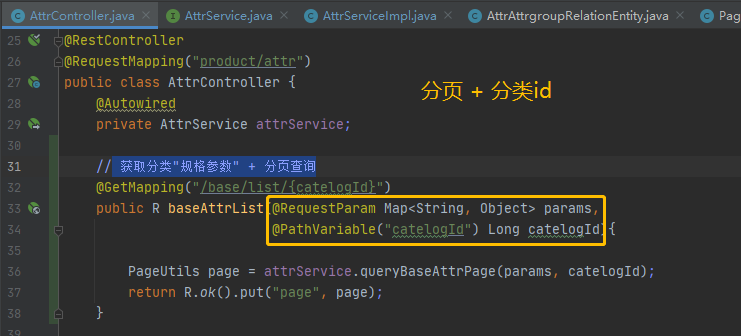 AttrController.java × AttrService.java × AttrServiceImpl.java × AttrAttrgroupRelationEntity.java × Pag
25 @RestController
26 @RequestMapping("product/attr")
27 public class AttrController {
分页 + 分类id
28 @Autowired
29 private AttrService attrService;
30
31 // 获取分类"规格参数" + 分页查询
32 @GetMapping("/base/list/{catelogId}")
33 public R baseAttrList(@RequestParam Map<String, Object> params,
34 @PathVariable("catelogId") Long catelogId){
35
36 PageUtils page = attrService.queryBaseAttrPage(params, catelogId);
37 return R.ok().put("page", page);
38 }
39